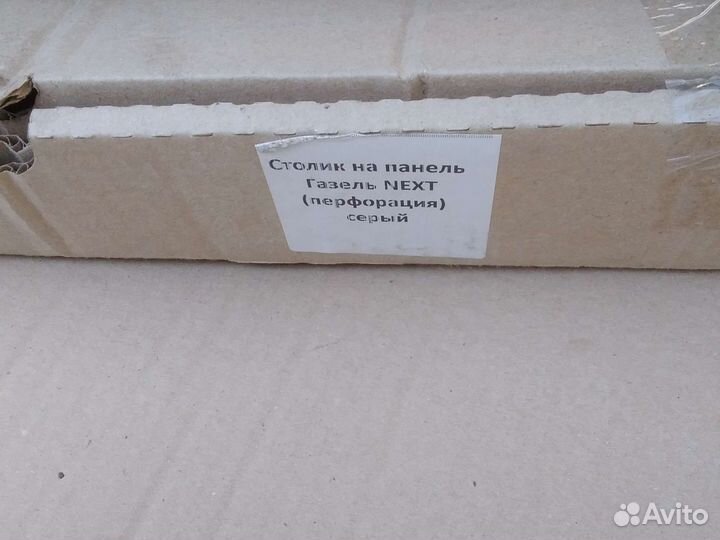 Столик на панель
Газель NEXT
(перфорация)
серый
Avito